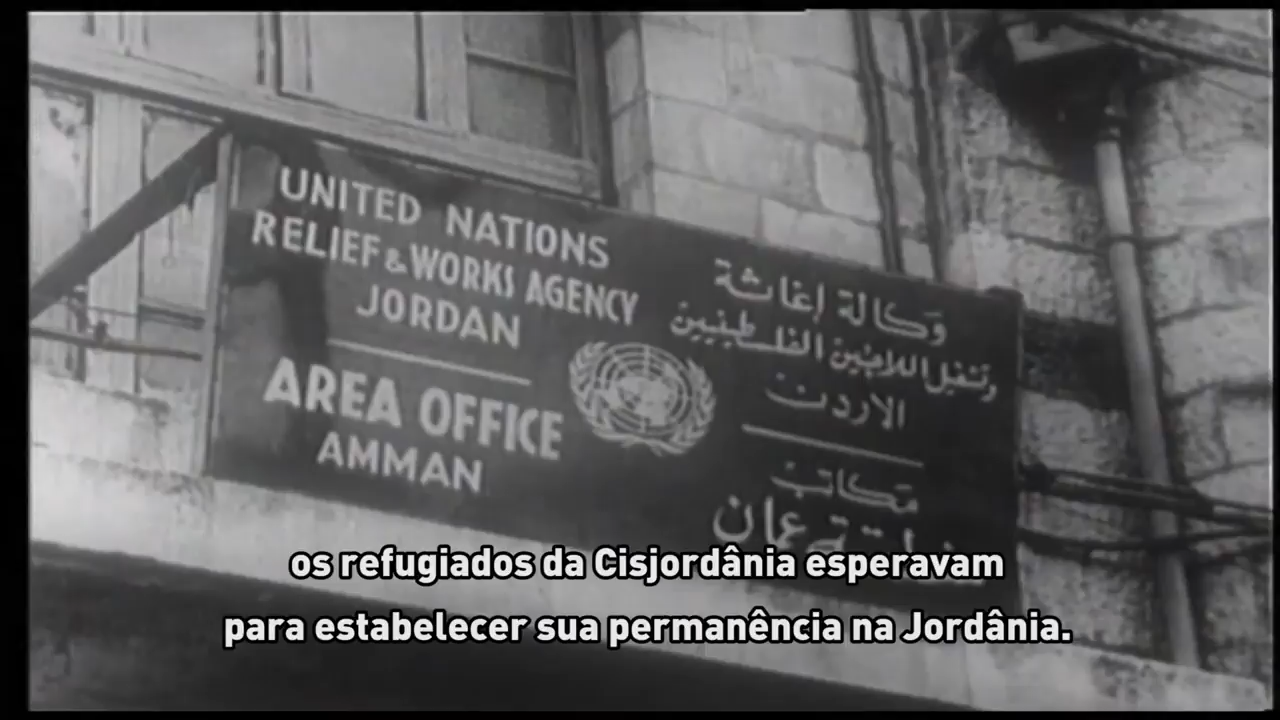 UNITED NATIONS
RELIEF & WORKS AGENCY
JORDAN
AREA OFFICE
AMMAN
وكالة إغاثة
وتشغيل اللاجئين الفلسطينيين
الاردن
مكاتب
عمان
os refugiados da Cisjordânia esperavam
para estabelecer sua permanência na Jordânia.